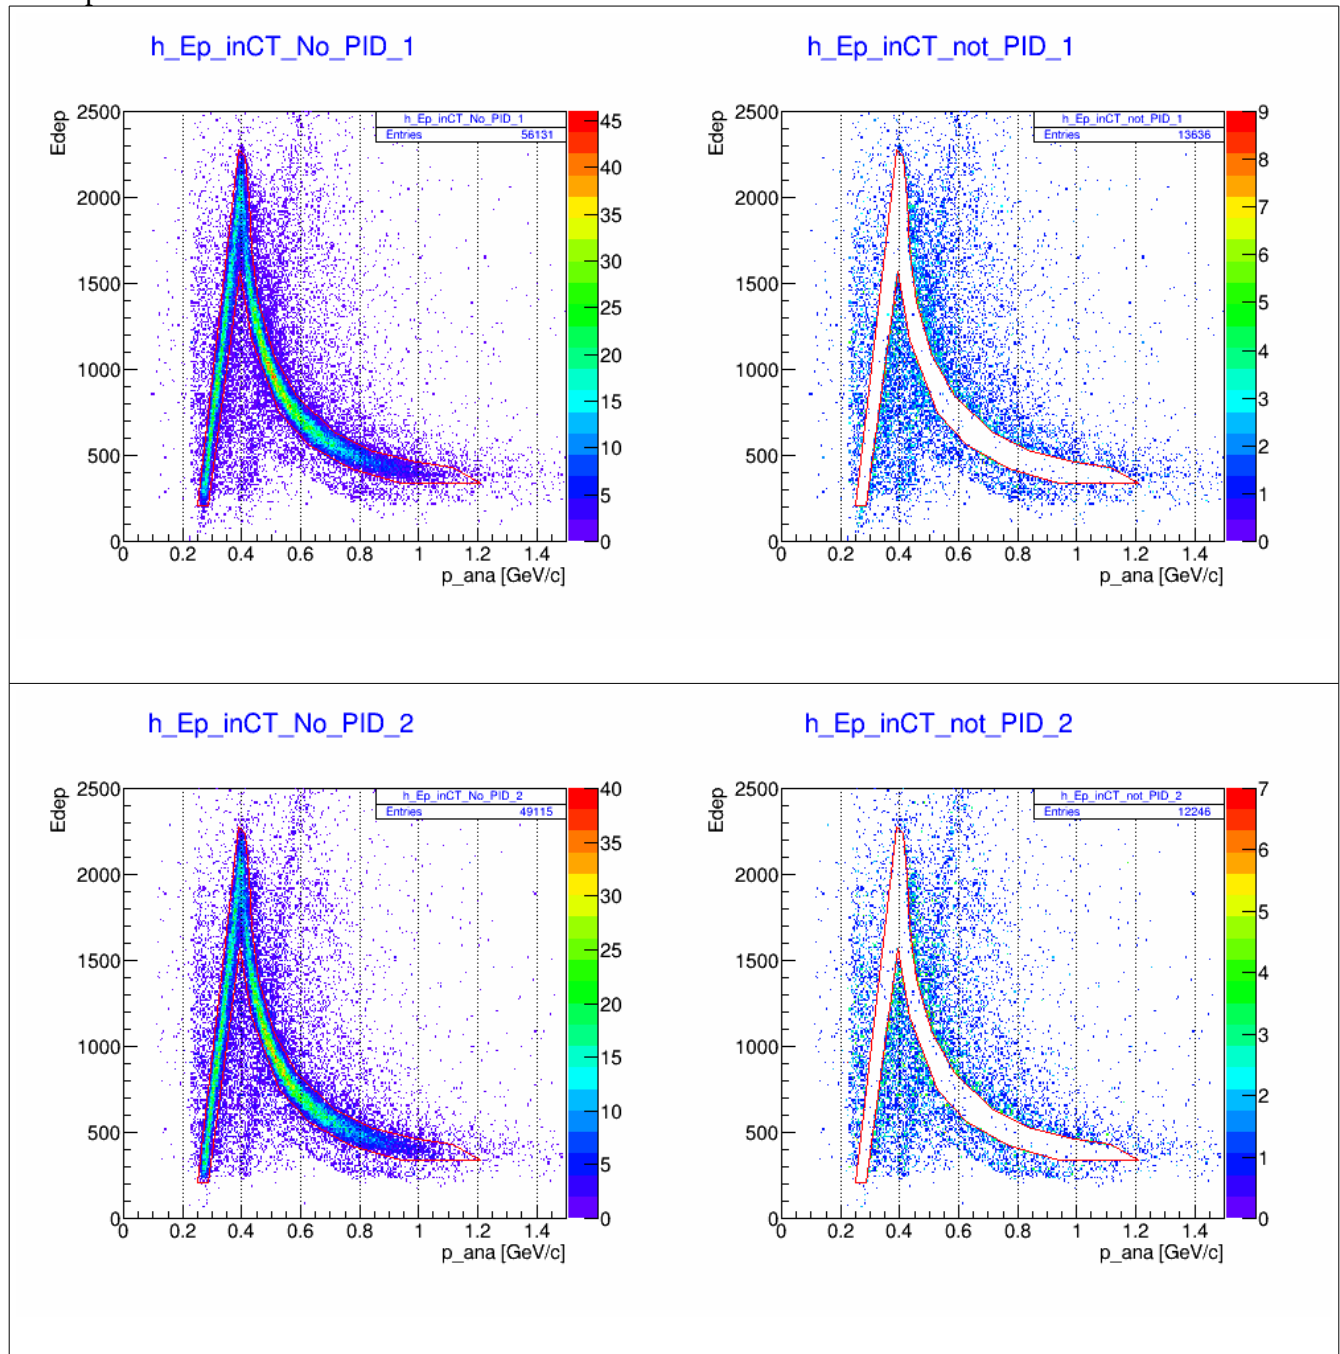 h_Ep_inCT_No_PID_1
h_Ep_inCT_not_PID_1
Edep
2500
2000
1500
1000
500
0
0 0.2 0.4 0.6 0.8 1 1.2 1.4
p_ana [GeV/c]
h_Ep_inCT_No_PID_1
Entries 56131
45
40
35
30
25
20
15
10
5
0
Edep
2500
2000
1500
1000
500
0
0 0.2 0.4 0.6 0.8 1 1.2 1.4
p_ana [GeV/c]
h_Ep_inCT_not_PID_1
Entries 13636
9
8
7
6
5
4
3
2
1
0
h_Ep_inCT_No_PID_2
h_Ep_inCT_not_PID_2
Edep
2500
2000
1500
1000
500
0
0 0.2 0.4 0.6 0.8 1 1.2 1.4
p_ana [GeV/c]
h_Ep_inCT_No_PID_2
Entries 49115
40
35
30
25
20
15
10
5
0
Edep
2500
2000
1500
1000
500
0
0 0.2 0.4 0.6 0.8 1 1.2 1.4
p_ana [GeV/c]
h_Ep_inCT_not_PID_2
Entries 12246
7
6
5
4
3
2
1
0